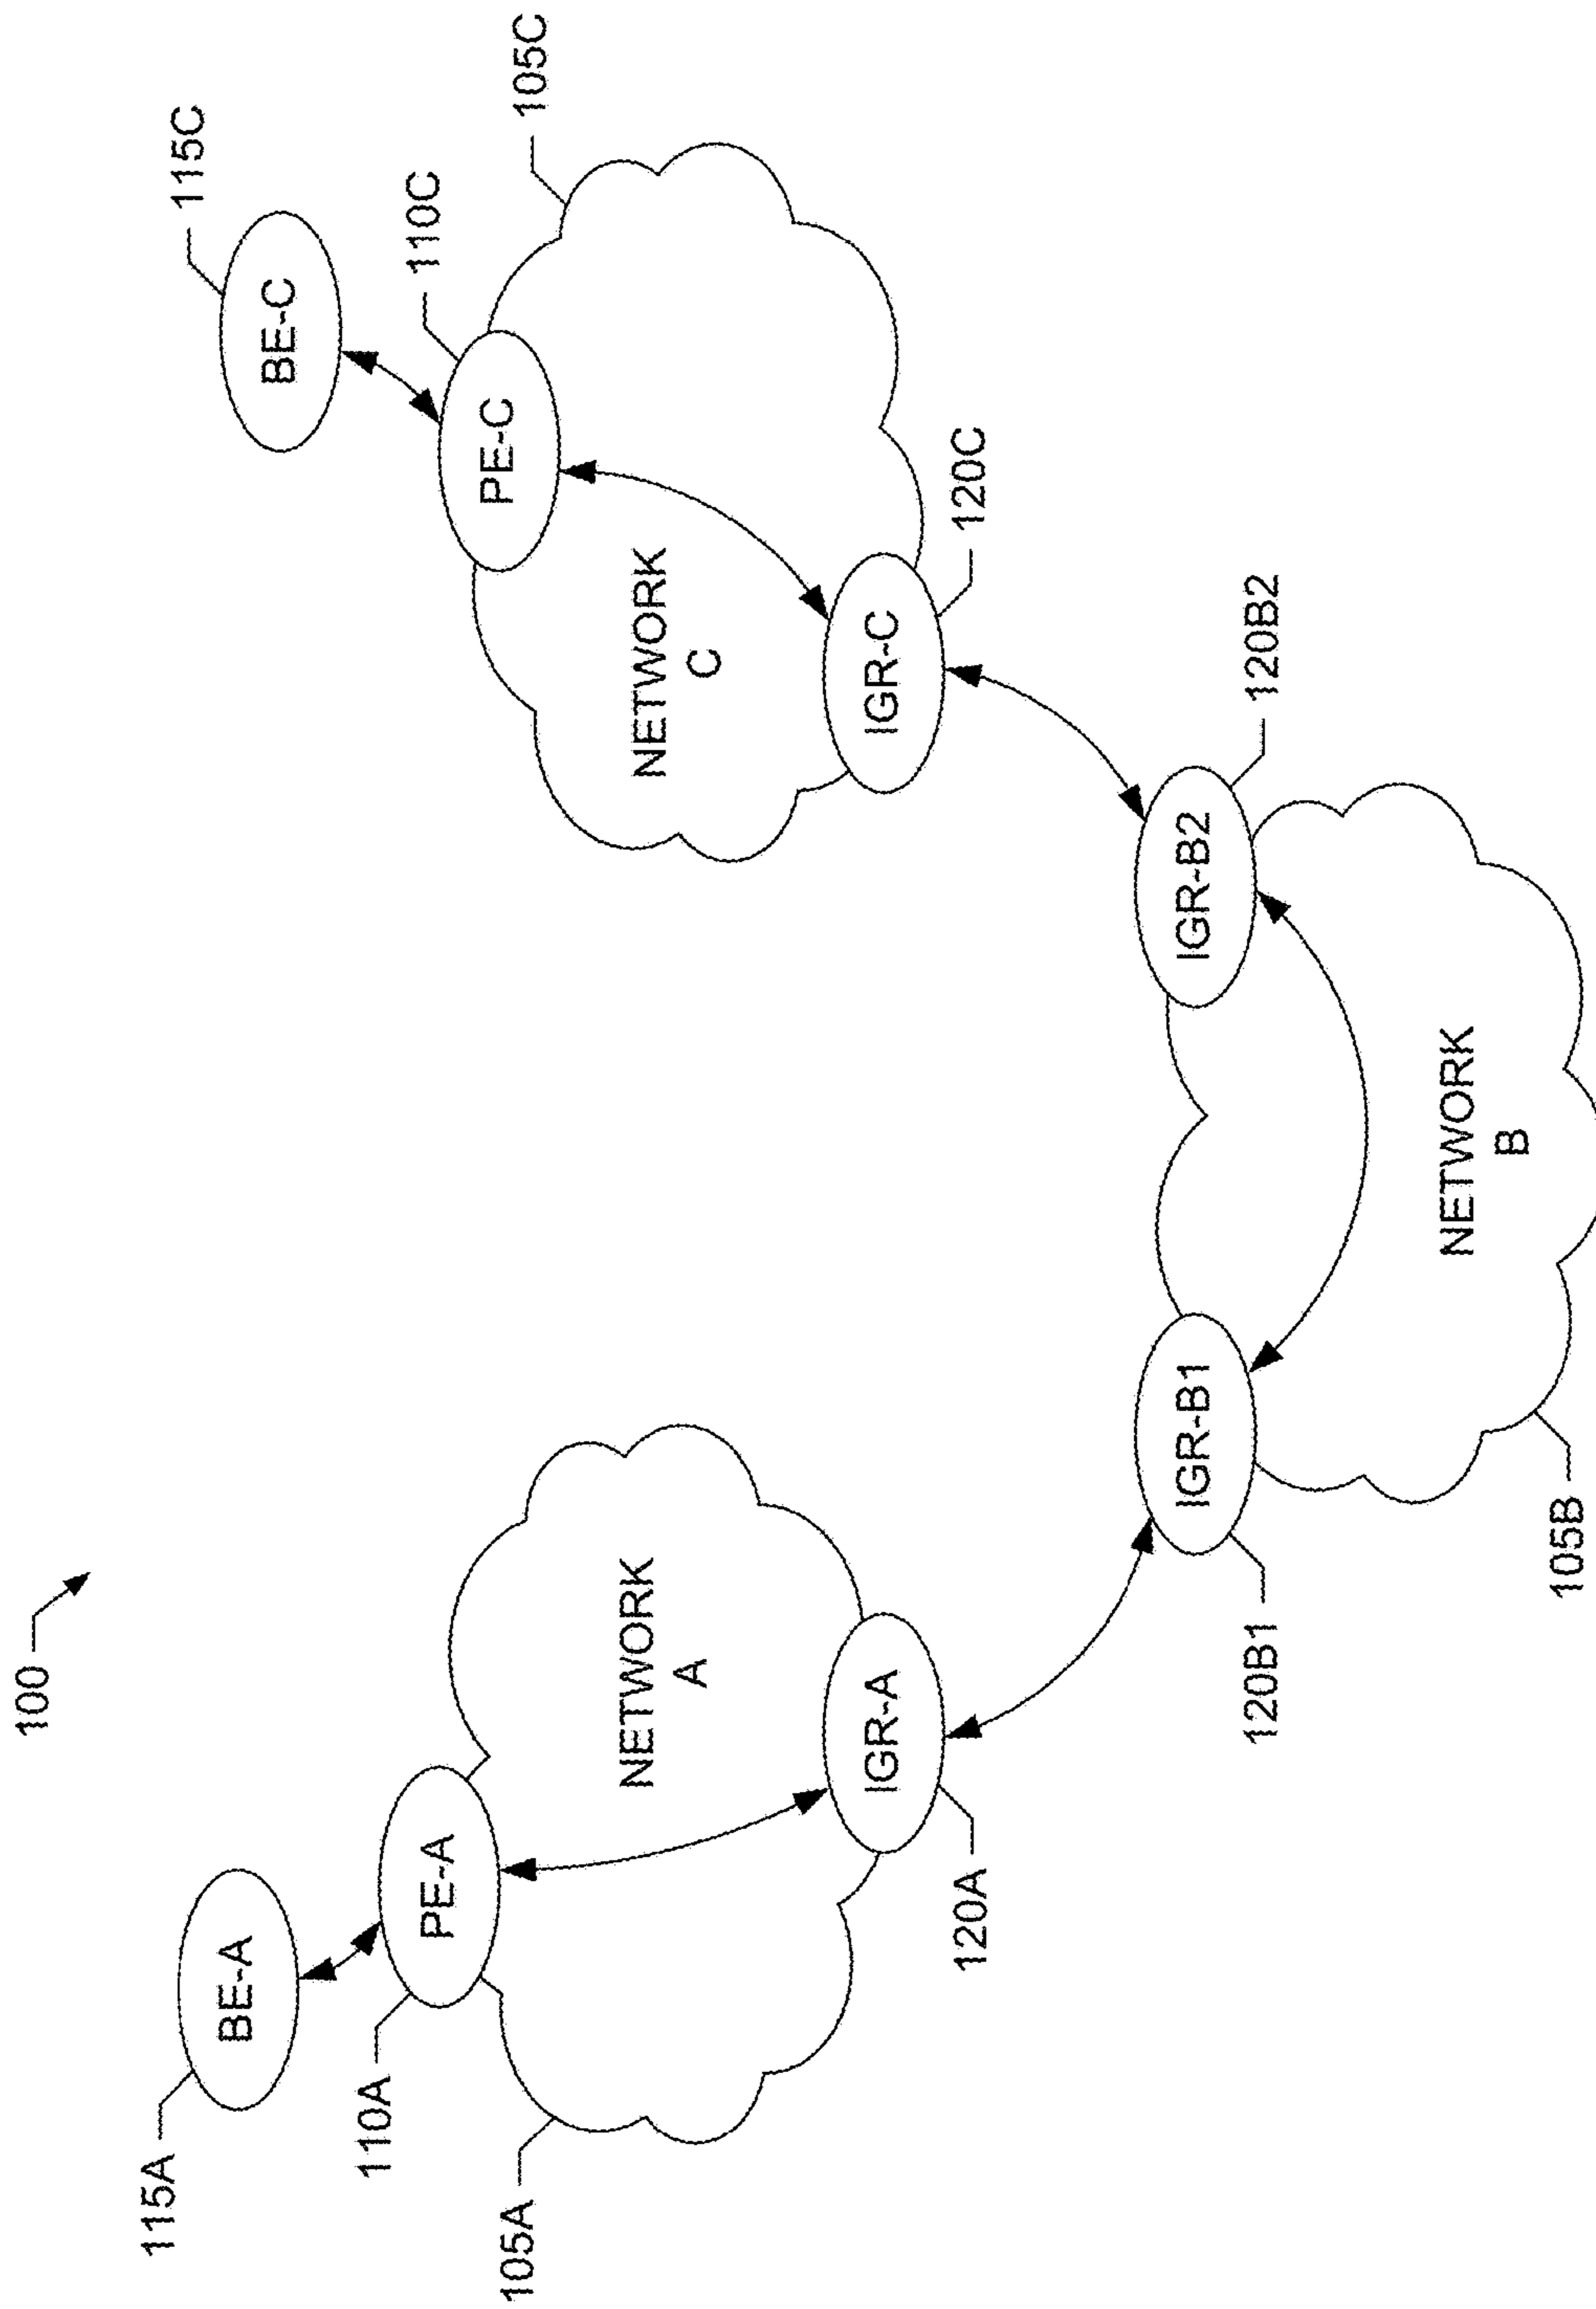 100
115A
BE-A
110A
PE-A
105A
NETWORK
A
IGR-A
120A
115C
BE-C
110C
PE-C
105C
NETWORK
C
IGR-C
120C
IGR-B1
120B1
IGR-B2
120B2
NETWORK
B
105B